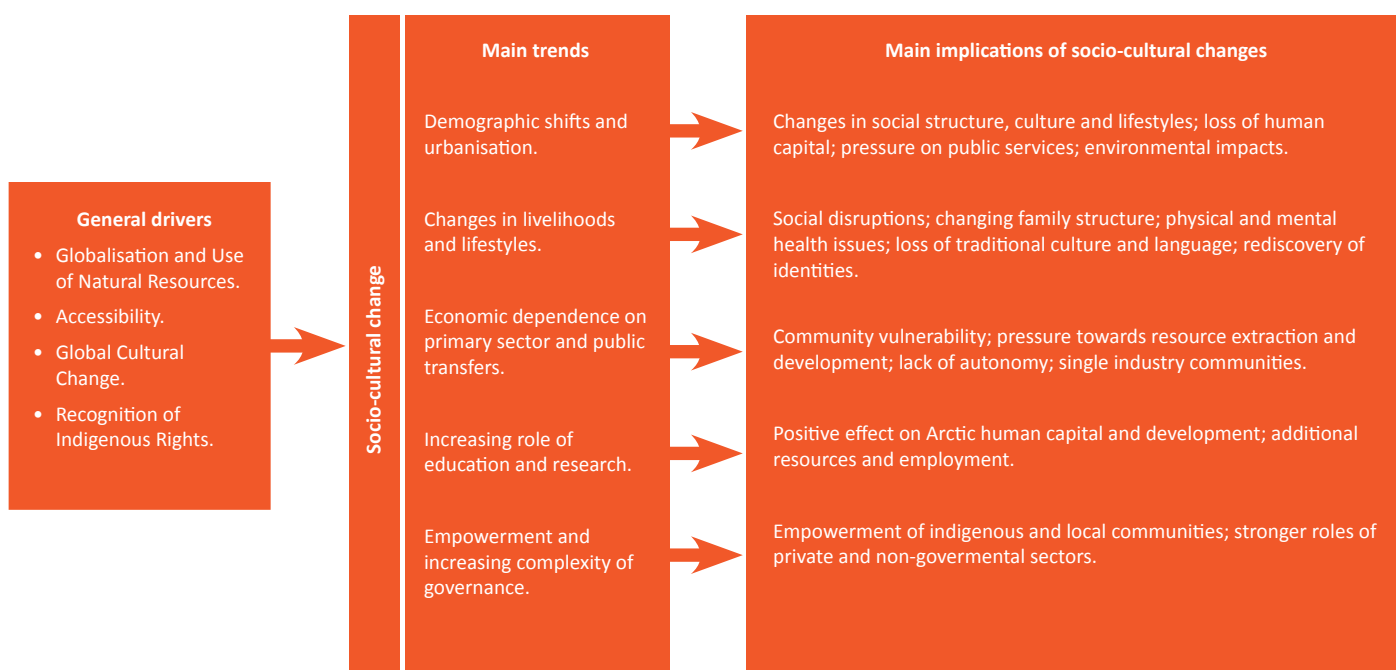 General drivers
• Globalisation and Use
of Natural Resources.
• Accessibility.
• Global Cultural
Change.
• Recognition of
Indigenous Rights.
Socio-cultural change
Main trends
Demographic shifts and
urbanisation.
Changes in livelihoods
and lifestyles.
Economic dependence on
primary sector and public
transfers.
Increasing role of
education and research.
Empowerment and
increasing complexity of
governance.
Main implications of socio-cultural changes
Changes in social structure, culture and lifestyles; loss of human
capital; pressure on public services; environmental impacts.
Social disruptions; changing family structure; physical and mental
health issues; loss of traditional culture and language; rediscovery of
identities.
Community vulnerability; pressure towards resource extraction and
development; lack of autonomy; single industry communities.
Positive effect on Arctic human capital and development; additional
resources and employment.
Empowerment of indigenous and local communities; stronger roles of
private and non-govermental sectors.